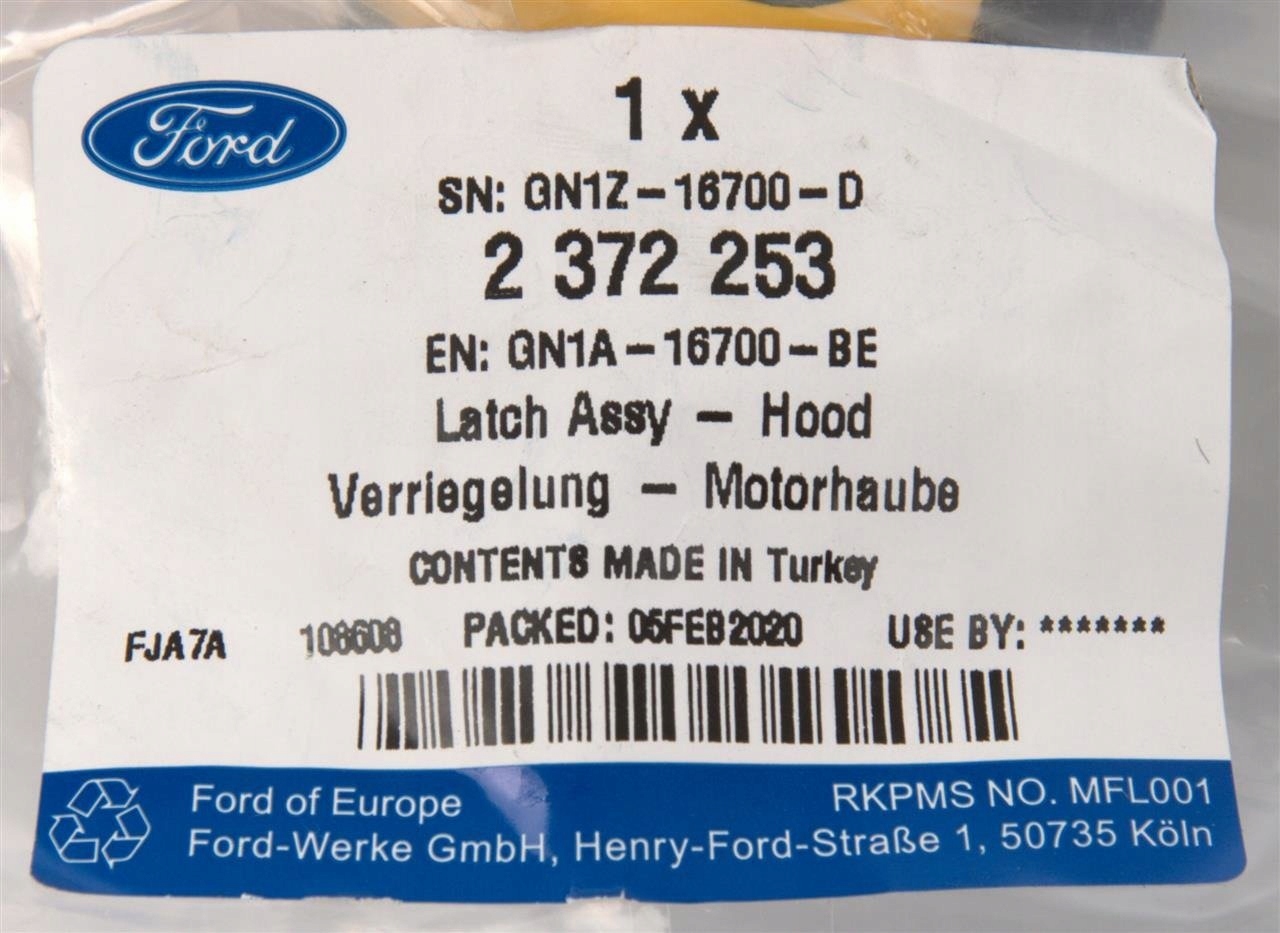 Ford
1 x
SN: GN1Z-16700-D
2 372 253
EN: GN1A-16700-BE
Latch Assy - Hood
Verriegelung - Motorhaube
CONTENTS MADE IN Turkey
FJA7A 108608 PACKED: 05FEB2020 USE BY: *******
Ford of Europe RKPMS NO. MFL001
Ford-Werke GmbH, Henry-Ford-Straße 1, 50735 Köln